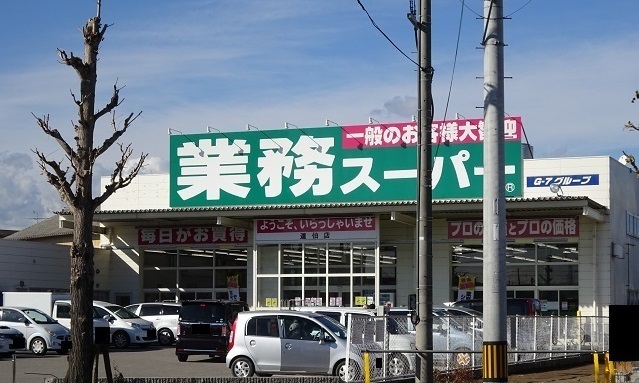 一般のお客様大歓迎
業務スーパー®
G-7 グループ
毎日がお買得
ようこそ、いらっしゃいませ
プロの と プロの価格